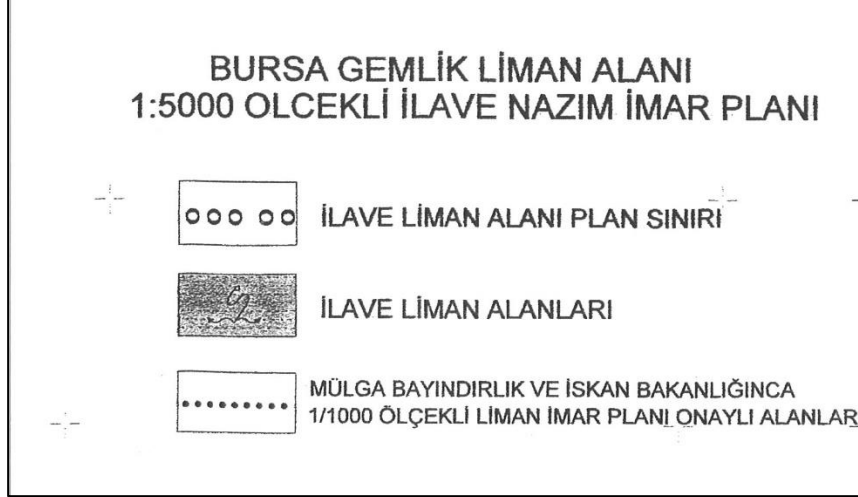 BURSA GEMLİK LİMAN ALANI
1:5000 OLCEKLİ İLAVE NAZIM İMAR PLANI
İLAVE LİMAN ALANI PLAN SINIRI
İLAVE LİMAN ALANLARI
MÜLGA BAYINDIRLIK VE İSKAN BAKANLIĞINCA
1/1000 ÖLÇEKLİ LİMAN İMAR PLANI ONAYLI ALANLAR